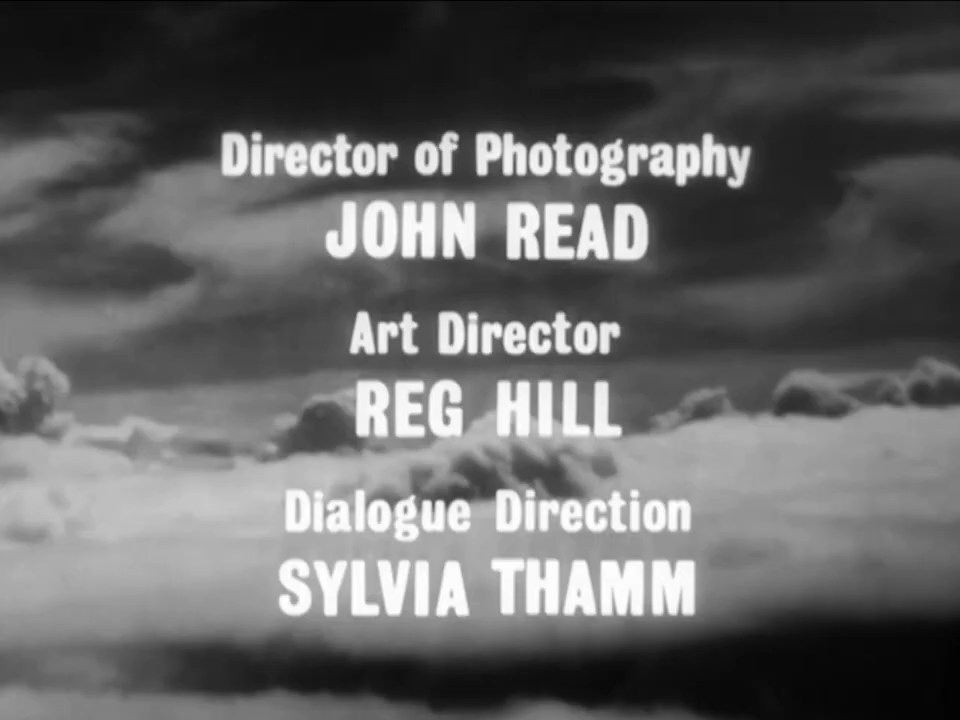 Director of Photography
JOHN READ
Art Director
REG HILL
Dialogue Direction
SYLVIA THAMM